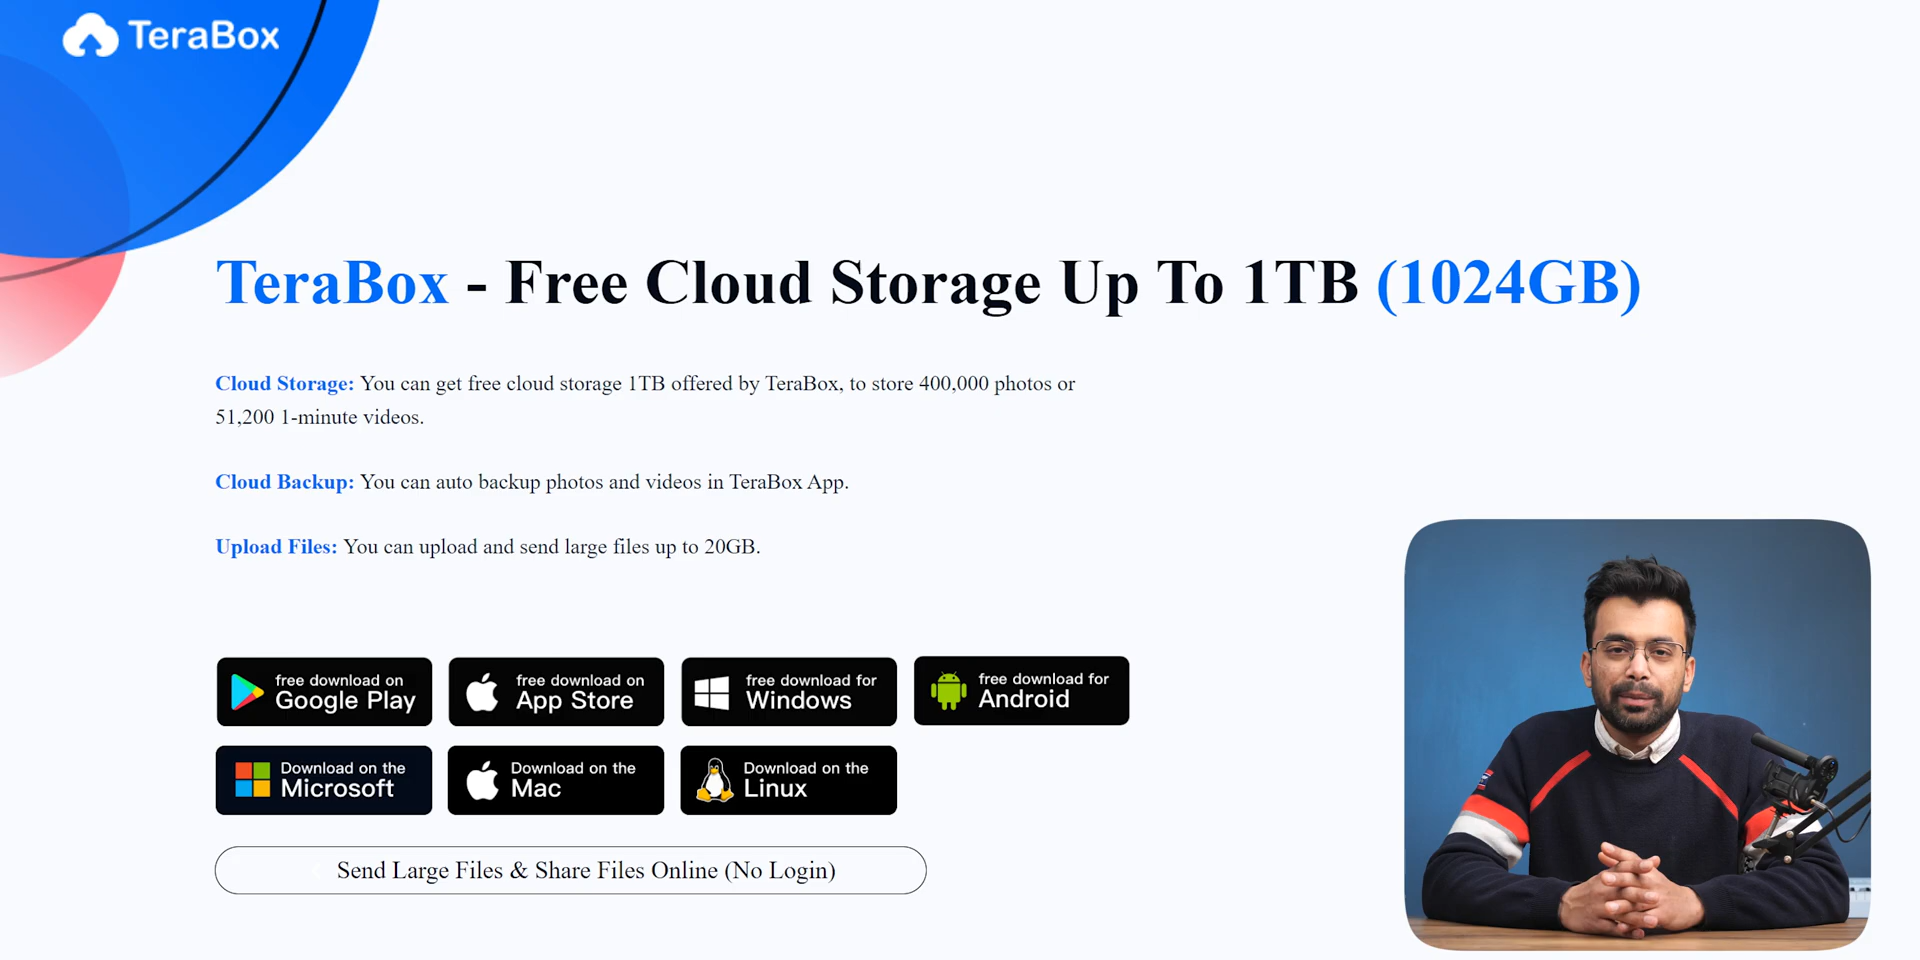 TeraBox
TeraBox - Free Cloud Storage Up To 1TB (1024GB)
Cloud Storage: You can get free cloud storage 1TB offered by TeraBox, to store 400,000 photos or
51,200 1-minute videos.
Cloud Backup: You can auto backup photos and videos in TeraBox App.
Upload Files: You can upload and send large files up to 20GB.
free download on
Google Play
free download on
App Store
free download for
Windows
free download for
Android
Download on the
Microsoft
Download on the
Mac
Download on the
Linux
Send Large Files & Share Files Online (No Login)